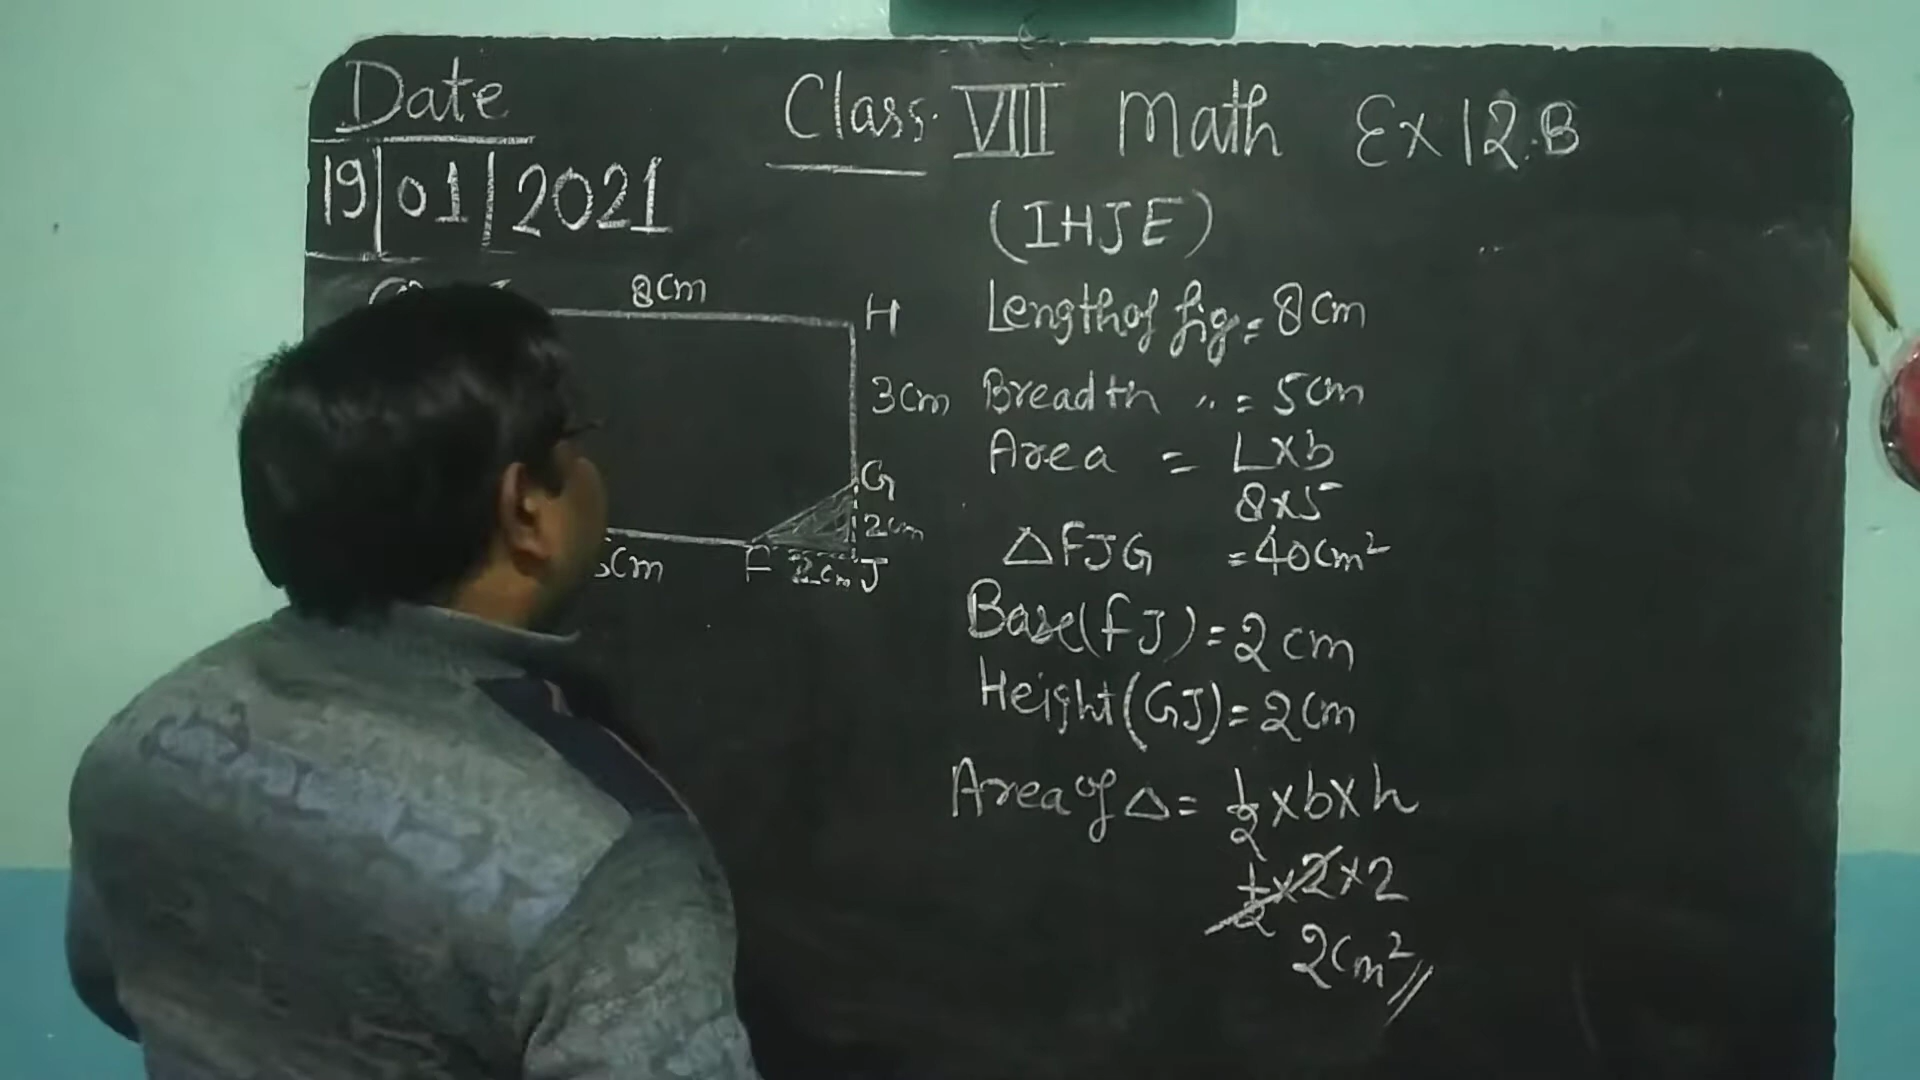 Date
19/01/2021
Class VIII Math Ex 12.B
(IHJE)
8cm
H
3cm
G
2cm
F 2cm J
cm
Length of fig = 8cm
Breadth " = 5cm
Area = L×b
8×5
△FJG = 40cm²
Base(FJ) = 2cm
Height(GJ) = 2cm
Area of △ = 1/2 ×b×h
1/2 ×2×2
2cm²//